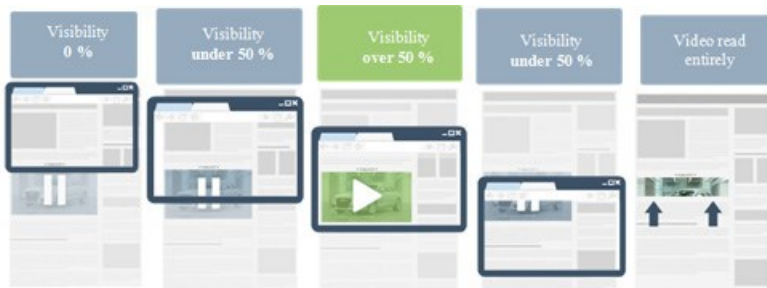 Visibility
0 %
Visibility
under 50 %
Visibility
over 50 %
Visibility
under 50 %
Video read
entirely